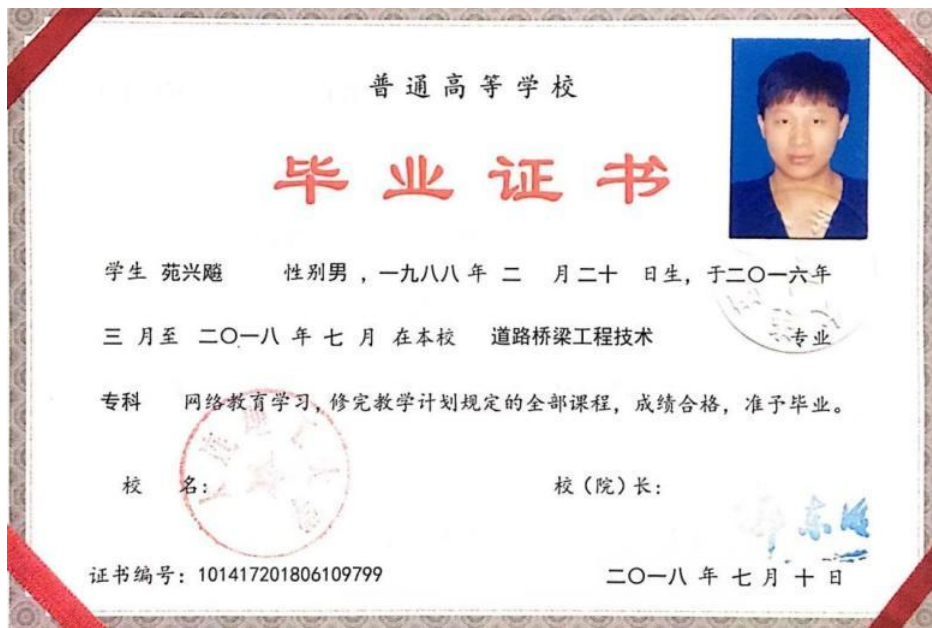 普通高等学校
毕业证书
学生 苑兴飚 性别男，一九八八年 二 月二十 日生，于二〇一六年
三 月至 二〇一八 年 七 月 在本校 道路桥梁工程技术 专业
专科 网络教育学习，修完教学计划规定的全部课程，成绩合格，准予毕业。
校 名： 校（院）长：
证书编号：101417201806109799 二〇一八 年 七 月 十 日